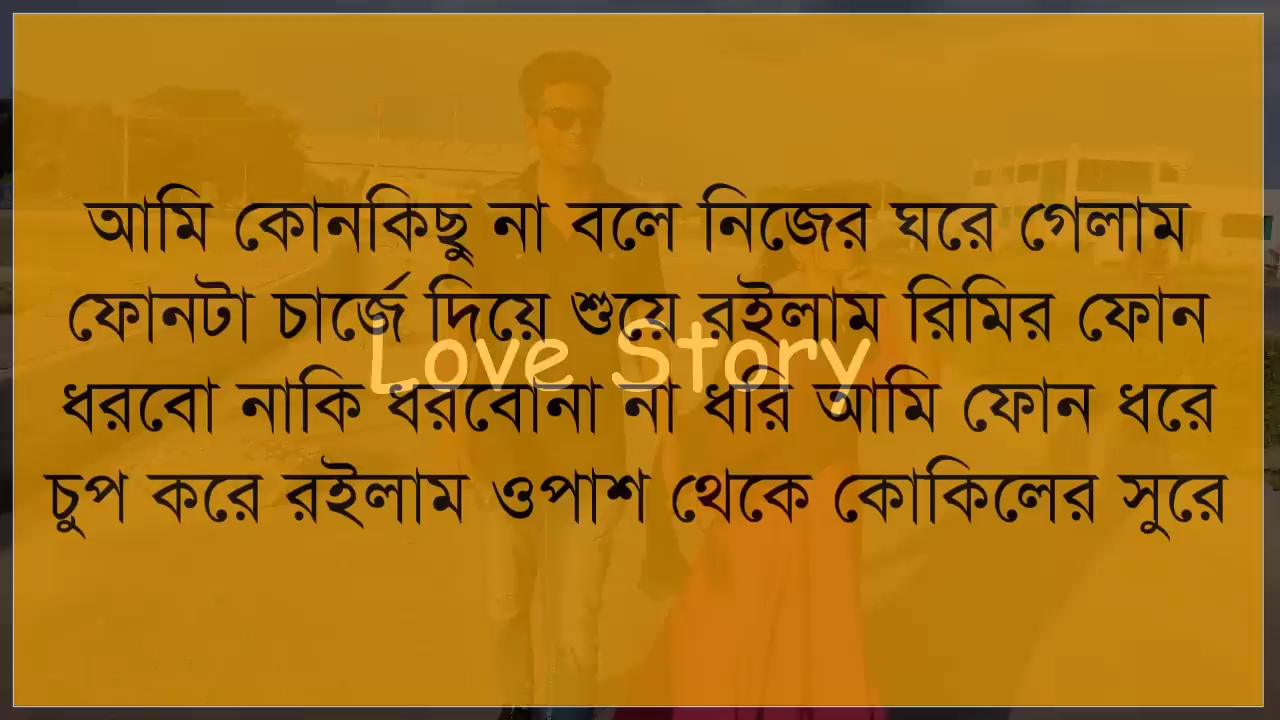 আমি কোনকিছু না বলে নিজের ঘরে গেলাম
ফোনটা চার্জে দিয়ে শুয়ে রইলাম রিমির ফোন
Love Story
ধরবো নাকি ধরবোনা না ধরি আমি ফোন ধরে
চুপ করে রইলাম ওপাশ থেকে কোকিলের সুরে